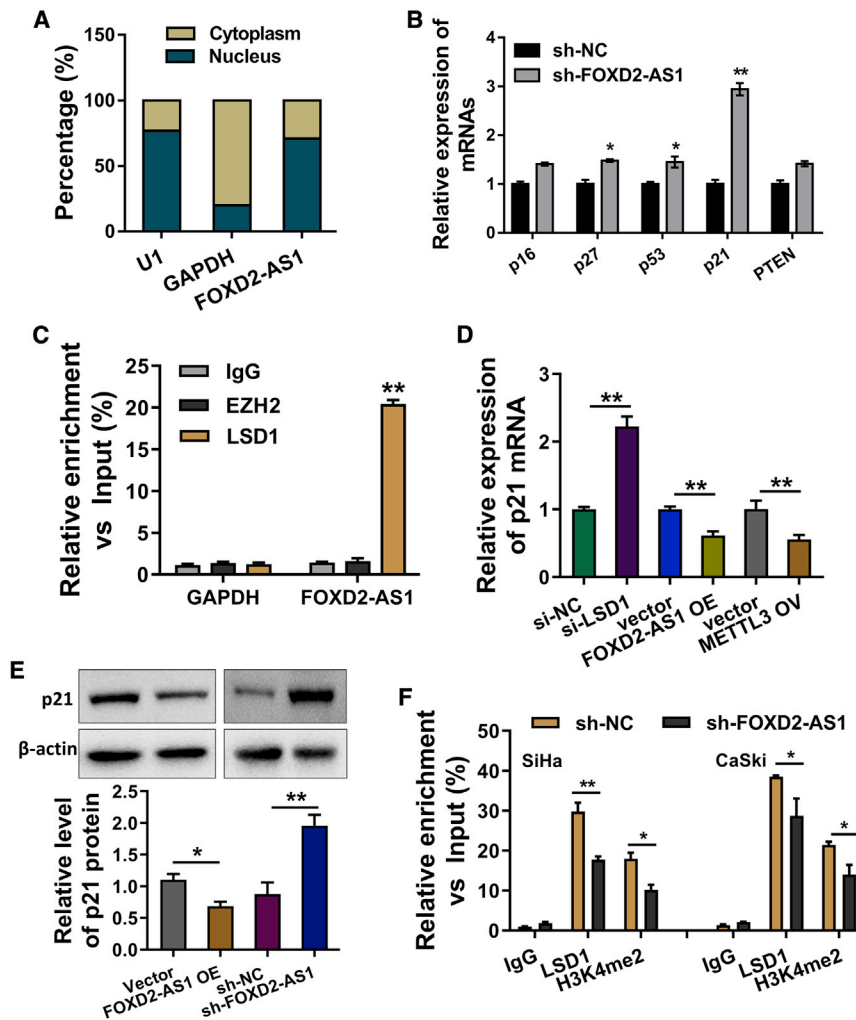 A
Percentage (%)
150
100
50
0
Cytoplasm
Nucleus
U1
GAPDH
FOXD2-AS1
B
Relative expression of
mRNAs
4
3
2
1
0
sh-NC
sh-FOXD2-AS1
*
*
**
p16
p27
p53
p21
PTEN
C
Relative enrichment
vs Input (%)
25
20
15
10
5
0
IgG
EZH2
LSD1
**
GAPDH
FOXD2-AS1
D
Relative expression
of p21 mRNA
3
2
1
0
**
**
**
si-NC
si-LSD1
vector
FOXD2-AS1 OE
vector
METTL3 OV
E
p21
β-actin
Relative level
of p21 protein
2.5
2.0
1.5
1.0
0.5
0.0
*
**
Vector
FOXD2-AS1 OE
sh-NC
sh-FOXD2-AS1
F
sh-NC
sh-FOXD2-AS1
Relative enrichment
vs Input (%)
50
40
30
20
10
0
SiHa
CaSki
**
*
*
*
IgG
LSD1
H3K4me2
IgG
LSD1
H3K4me2